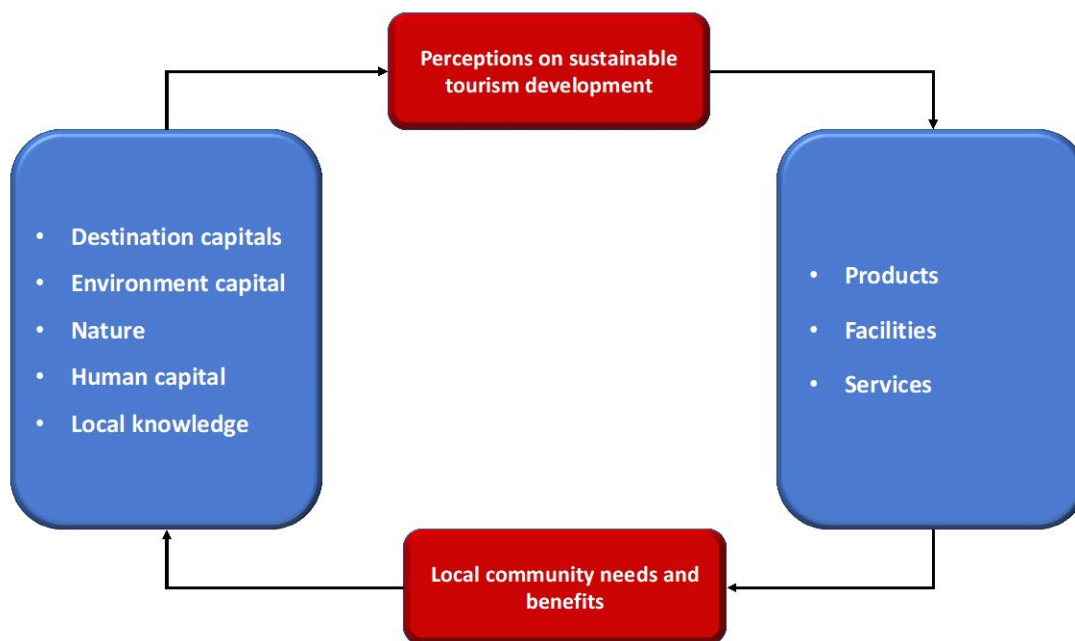 Perceptions on sustainable
tourism development
• Destination capitals
• Environment capital
• Nature
• Human capital
• Local knowledge
• Products
• Facilities
• Services
Local community needs and
benefits